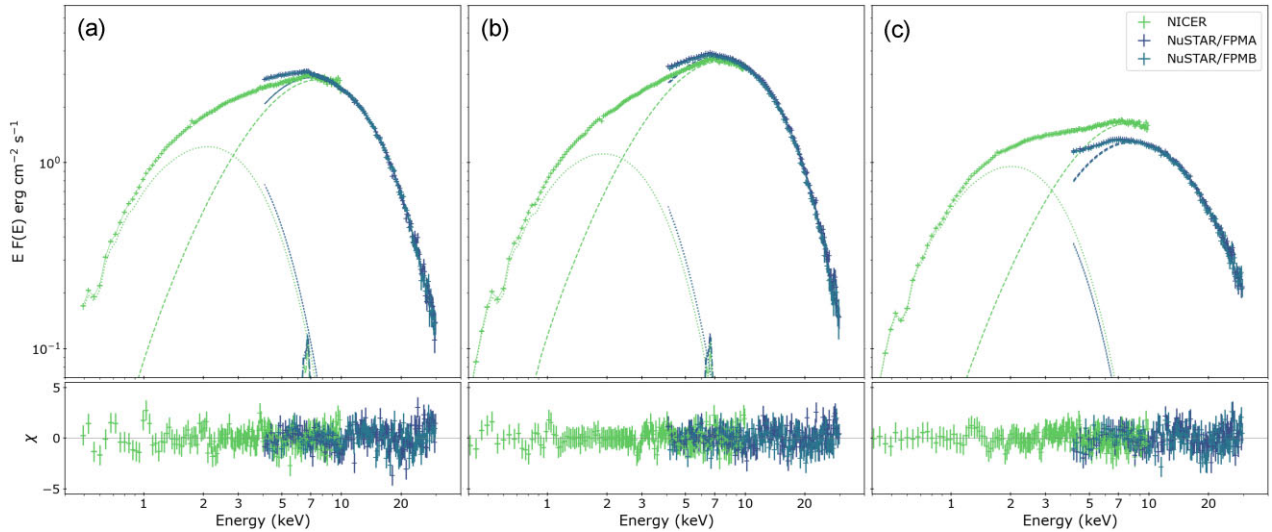 (a)
(b)
(c)
NICER
NuSTAR/FPMA
NuSTAR/FPMB
E F(E) erg cm⁻² s⁻¹
10⁰
10⁻¹
χ
5
0
−5
1 2 3 5 7 10 20
1 2 3 5 7 10 20
1 2 3 5 7 10 20
Energy (keV)
Energy (keV)
Energy (keV)